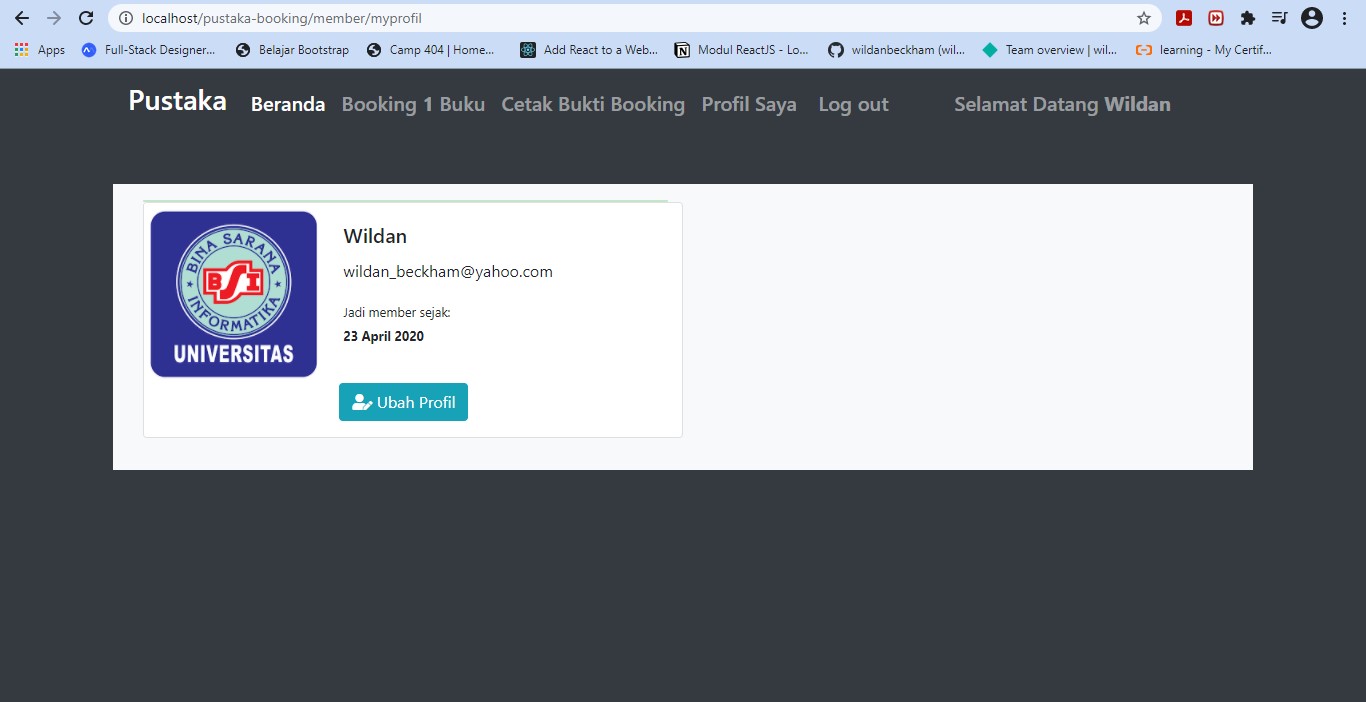 localhost/pustaka-booking/member/myprofil
Apps Full-Stack Designer... Belajar Bootstrap Camp 404 | Home... Add React to a Web... Modul ReactJS - Lo... wildanbeckham (wil... Team overview | wil... learning - My Certif...
Pustaka Beranda Booking 1 Buku Cetak Bukti Booking Profil Saya Log out Selamat Datang Wildan
BINA SARANA
BSI
INFORMATIKA
UNIVERSITAS
Wildan
wildan_beckham@yahoo.com
Jadi member sejak:
23 April 2020
Ubah Profil